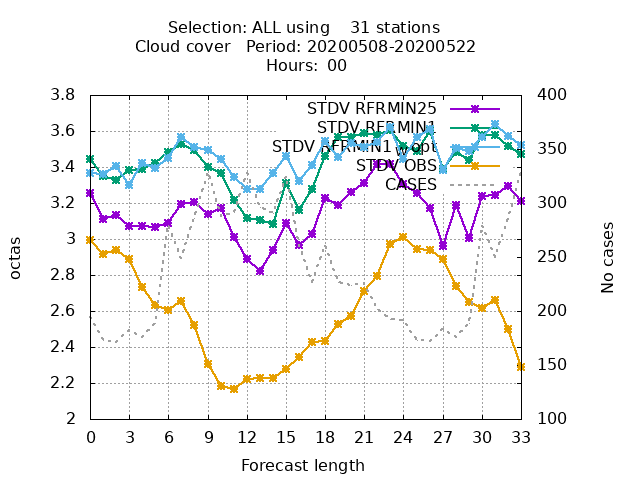 Selection: ALL using    31 stations
Cloud cover   Period: 20200508-20200522
Hours:  00
3.8
3.6
3.4
3.2
3
2.8
2.6
2.4
2.2
2
400
350
300
250
200
150
100
octas
No cases
STDV RFRMIN25
STDV RFRMIN1
STDV RFRMIN1_w_opt
STDV OBS
CASES
0 3 6 9 12 15 18 21 24 27 30 33
Forecast length